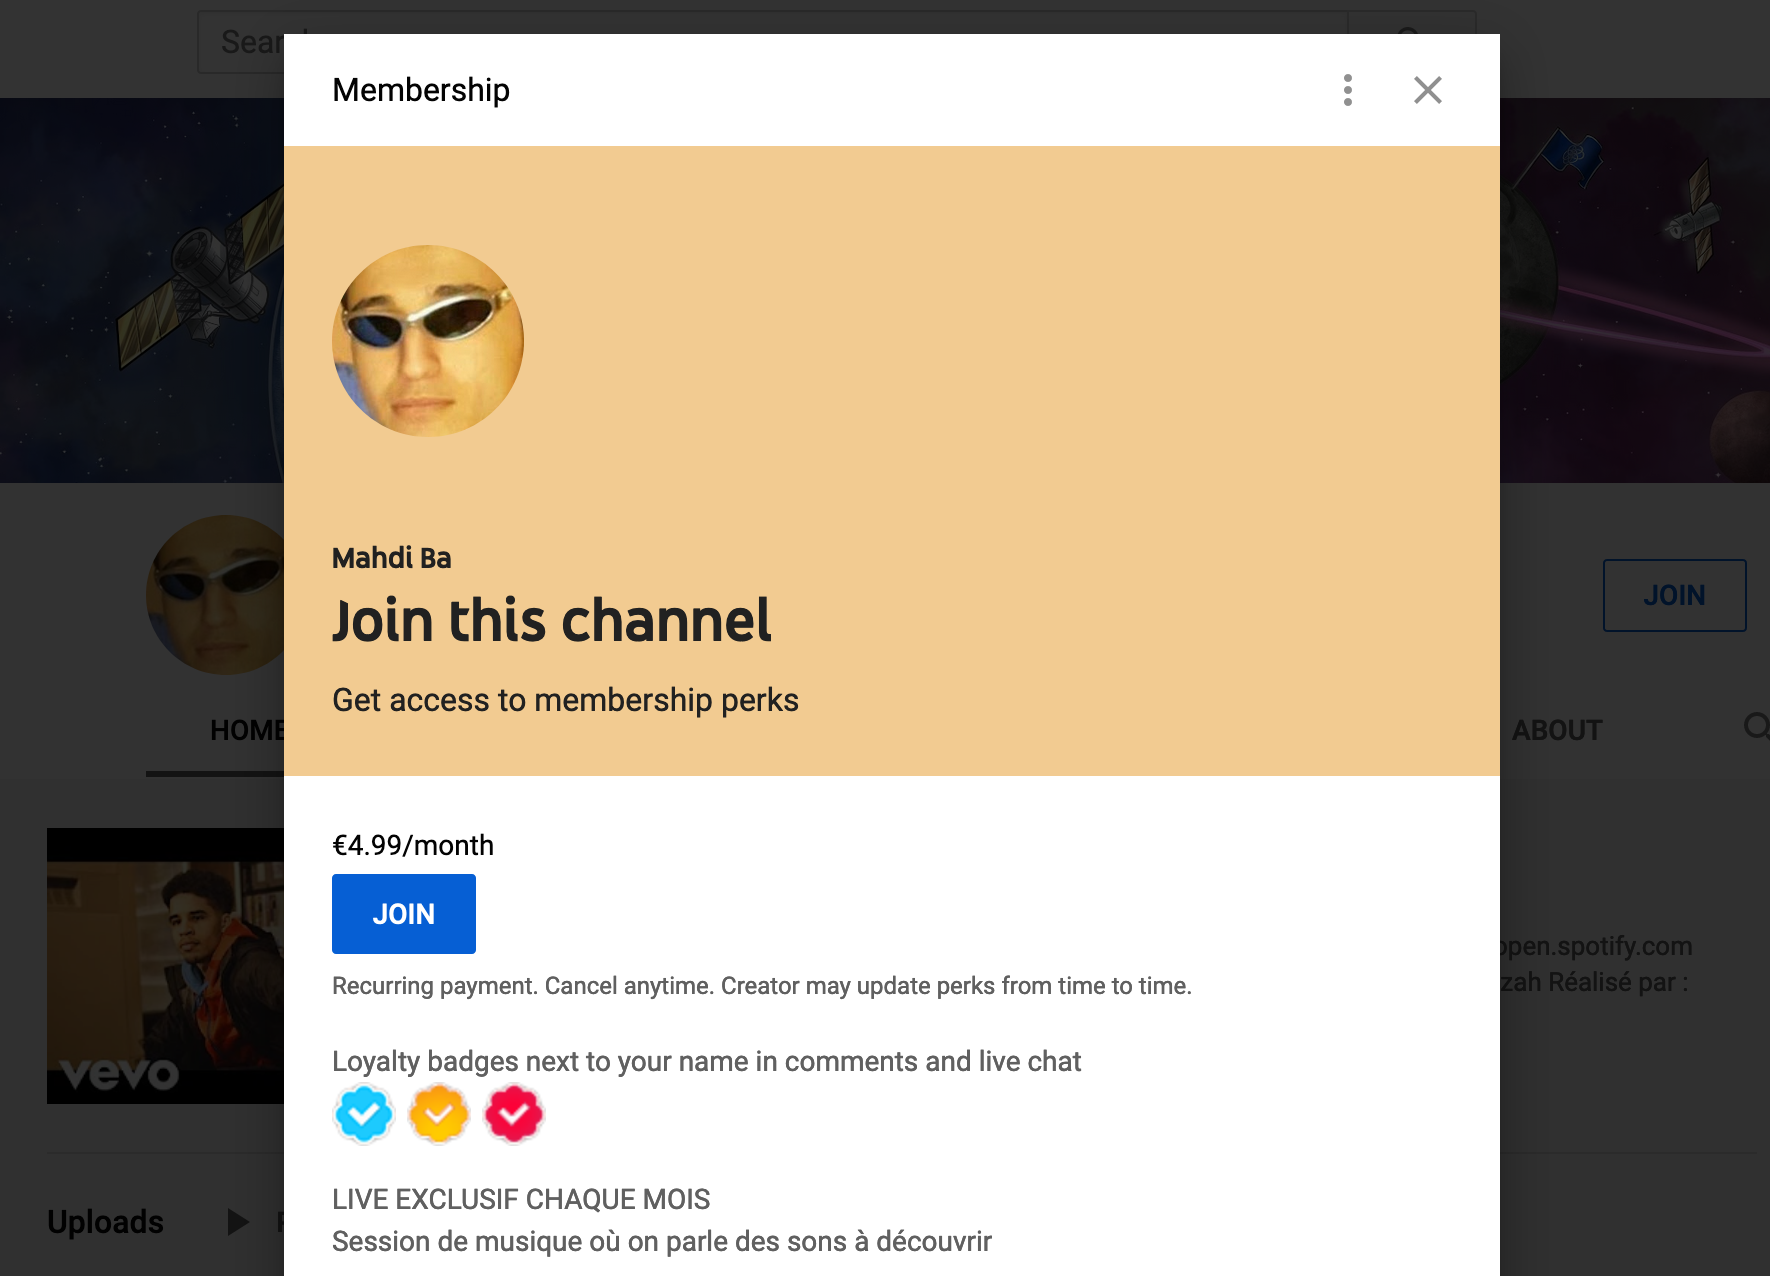 Membership
Mahdi Ba
Join this channel
Get access to membership perks
JOIN
HOME
ABOUT
€4.99/month
JOIN
Recurring payment. Cancel anytime. Creator may update perks from time to time.
open.spotify.com
zah Réalisé par :
Loyalty badges next to your name in comments and live chat
vevo
LIVE EXCLUSIF CHAQUE MOIS
Session de musique où on parle des sons à découvrir
Uploads